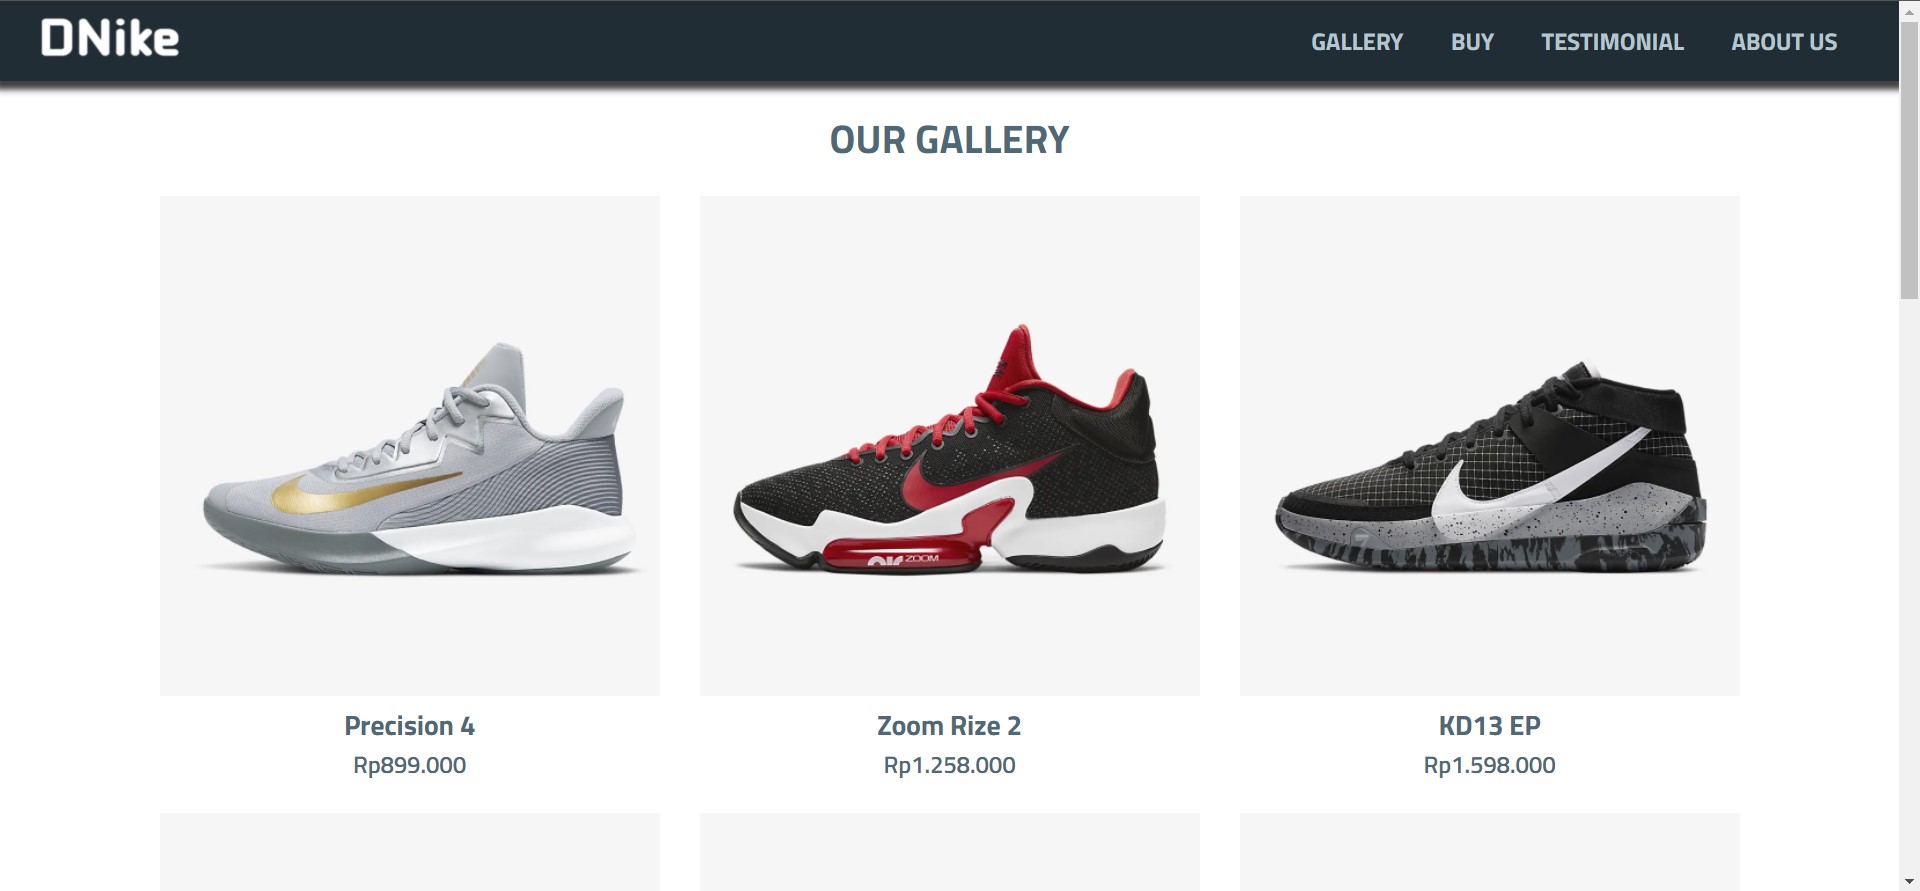 DNike
GALLERY BUY TESTIMONIAL ABOUT US
OUR GALLERY
ZOOM
Precision 4
Zoom Rize 2
KD13 EP
Rp899.000
Rp1.258.000
Rp1.598.000